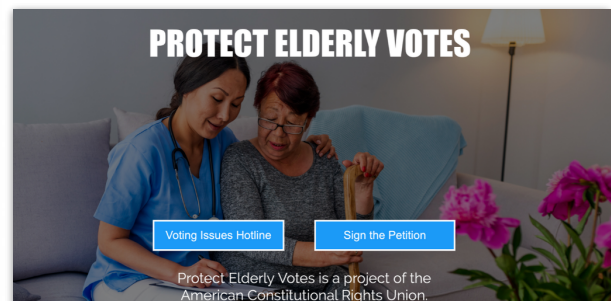 PROTECT ELDERLY VOTES
Voting Issues Hotline
Sign the Petition
Protect Elderly Votes is a project of the
American Constitutional Rights Union.